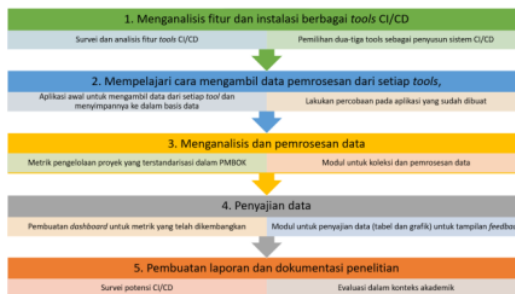 1. Menganalisis fitur dan instalasi berbagai tools CI/CD
Survei dan analisis fitur tools CI/CD
Pemilihan dua-tiga tools sebagai penyusun sistem CI/CD
2. Mempelajari cara mengambil data pemrosesan dari setiap tools,
Aplikasi awal untuk mengambil data dari setiap tool dan
menyimpannya ke dalam basis data
Lakukan percobaan pada aplikasi yang sudah dibuat
3. Menganalisis dan pemrosesan data
Metrik pengelolaan proyek yang terstandarisasi dalam PMBOK
Modul untuk koleksi dan pemrosesan data
4. Penyajian data
Pembuatan dashboard untuk metrik yang telah dikembangkan
Modul untuk penyajian data (tabel dan grafik) untuk tampilan feedba
5. Pembuatan laporan dan dokumentasi penelitian
Survei potensi CI/CD
Evaluasi dalam konteks akademik